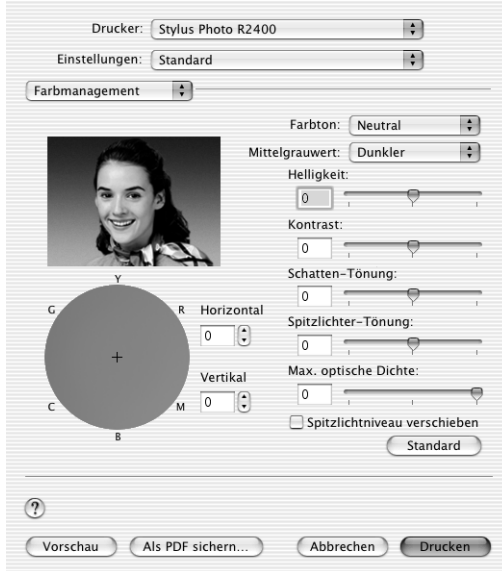 Drucker: Stylus Photo R2400
Einstellungen: Standard
Farbmanagement
Farbton: Neutral
Mittelgrauwert: Dunkler
Helligkeit:
0
Kontrast:
0
Schatten-Tönung:
0
Spitzlichter-Tönung:
0
Max. optische Dichte:
0
Spitzlichtniveau verschieben
Standard
Y
G R
C M
B
Horizontal
0
Vertikal
0
?
Vorschau Als PDF sichern... Abbrechen Drucken